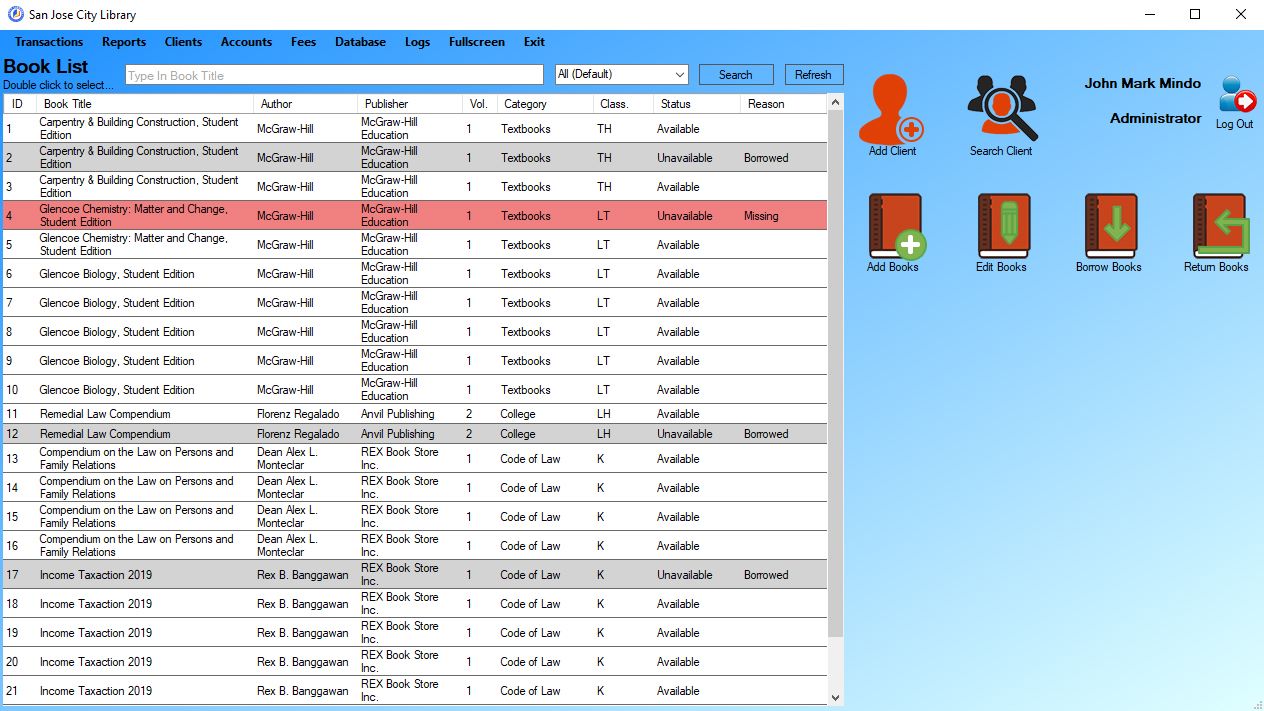 San Jose City Library
Transactions Reports Clients Accounts Fees Database Logs Fullscreen Exit
Book List
Double click to select...
Type In Book Title
All (Default)
Search
Refresh
ID Book Title Author Publisher Vol. Category Class. Status Reason
1 Carpentry & Building Construction, Student Edition McGraw-Hill McGraw-Hill Education 1 Textbooks TH Available
2 Carpentry & Building Construction, Student Edition McGraw-Hill McGraw-Hill Education 1 Textbooks TH Unavailable Borrowed
3 Carpentry & Building Construction, Student Edition McGraw-Hill McGraw-Hill Education 1 Textbooks TH Available
4 Glencoe Chemistry: Matter and Change, Student Edition McGraw-Hill McGraw-Hill Education 1 Textbooks LT Unavailable Missing
5 Glencoe Chemistry: Matter and Change, Student Edition McGraw-Hill McGraw-Hill Education 1 Textbooks LT Available
6 Glencoe Biology, Student Edition McGraw-Hill McGraw-Hill Education 1 Textbooks LT Available
7 Glencoe Biology, Student Edition McGraw-Hill McGraw-Hill Education 1 Textbooks LT Available
8 Glencoe Biology, Student Edition McGraw-Hill McGraw-Hill Education 1 Textbooks LT Available
9 Glencoe Biology, Student Edition McGraw-Hill McGraw-Hill Education 1 Textbooks LT Available
10 Glencoe Biology, Student Edition McGraw-Hill McGraw-Hill Education 1 Textbooks LT Available
11 Remedial Law Compendium Florenz Regalado Anvil Publishing 2 College LH Available
12 Remedial Law Compendium Florenz Regalado Anvil Publishing 2 College LH Unavailable Borrowed
13 Compendium on the Law on Persons and Family Relations Dean Alex L. Monteclar REX Book Store Inc. 1 Code of Law K Available
14 Compendium on the Law on Persons and Family Relations Dean Alex L. Monteclar REX Book Store Inc. 1 Code of Law K Available
15 Compendium on the Law on Persons and Family Relations Dean Alex L. Monteclar REX Book Store Inc. 1 Code of Law K Available
16 Compendium on the Law on Persons and Family Relations Dean Alex L. Monteclar REX Book Store Inc. 1 Code of Law K Available
17 Income Taxaction 2019 Rex B. Banggawan REX Book Store Inc. 1 Code of Law K Unavailable Borrowed
18 Income Taxaction 2019 Rex B. Banggawan REX Book Store Inc. 1 Code of Law K Available
19 Income Taxaction 2019 Rex B. Banggawan REX Book Store Inc. 1 Code of Law K Available
20 Income Taxaction 2019 Rex B. Banggawan REX Book Store Inc. 1 Code of Law K Available
21 Income Taxaction 2019 Rex B. Banggawan REX Book Store Inc. 1 Code of Law K Available
Add Client
Search Client
John Mark Mindo
Administrator
Log Out
Add Books
Edit Books
Borrow Books
Return Books